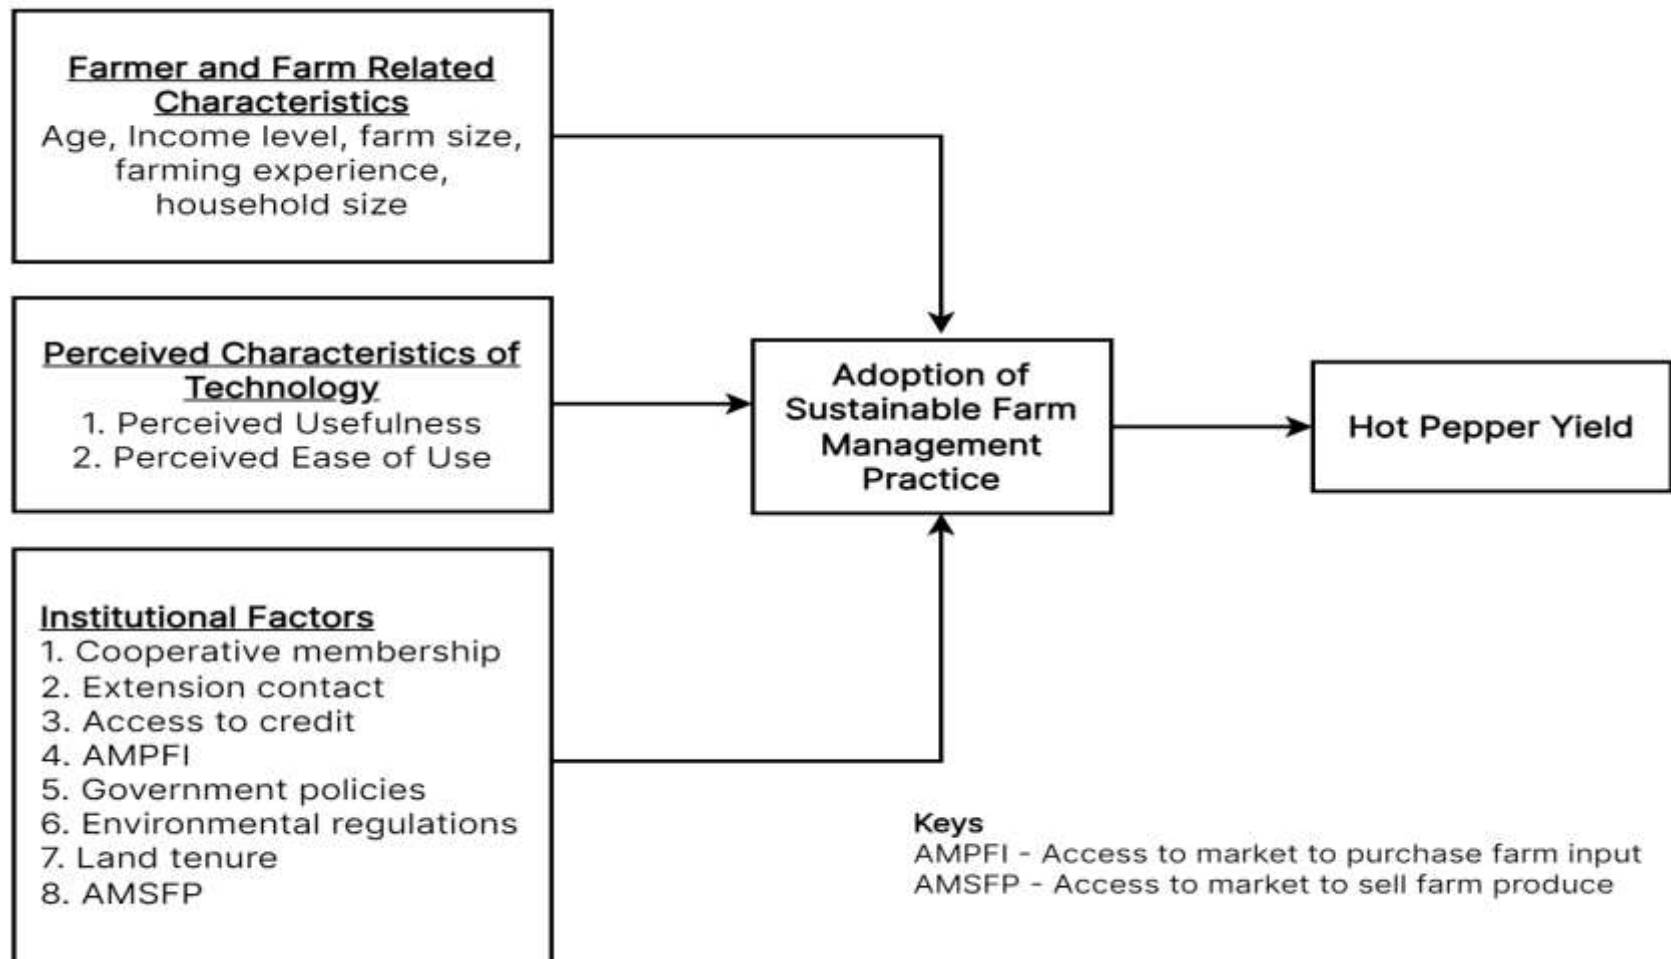 Farmer and Farm Related
Characteristics
Age, Income level, farm size,
farming experience,
household size
Perceived Characteristics of
Technology
1. Perceived Usefulness
2. Perceived Ease of Use
Institutional Factors
1. Cooperative membership
2. Extension contact
3. Access to credit
4. AMPFI
5. Government policies
6. Environmental regulations
7. Land tenure
8. AMSFP
Adoption of
Sustainable Farm
Management
Practice
Hot Pepper Yield
Keys
AMPFI - Access to market to purchase farm input
AMSFP - Access to market to sell farm produce